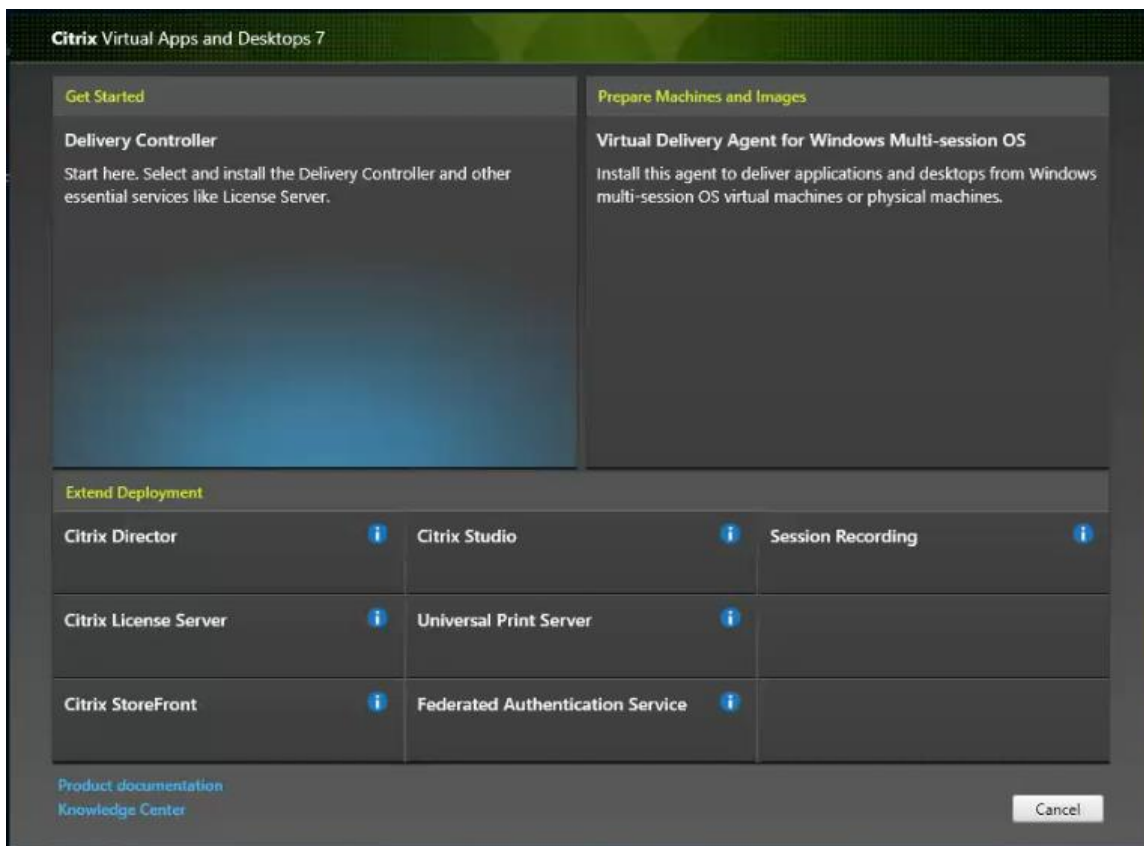 Citrix Virtual Apps and Desktops 7
Get Started
Delivery Controller
Start here. Select and install the Delivery Controller and other
essential services like License Server.
Prepare Machines and Images
Virtual Delivery Agent for Windows Multi-session OS
Install this agent to deliver applications and desktops from Windows
multi-session OS virtual machines or physical machines.
Extend Deployment
Citrix Director
Citrix Studio
Session Recording
Citrix License Server
Universal Print Server
Citrix StoreFront
Federated Authentication Service
Product documentation
Knowledge Center
Cancel